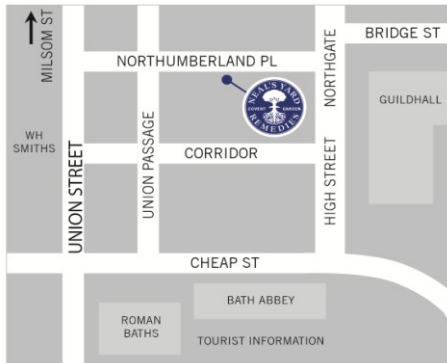 MILSOM ST
BRIDGE ST
NORTHUMBERLAND PL
NORTHGATE
NEAL'S YARD
COVENT GARDEN
REMEDIES
GUILDHALL
WH
SMITHS
UNION STREET
UNION PASSAGE
CORRIDOR
HIGH STREET
CHEAP ST
BATH ABBEY
ROMAN
BATHS
TOURIST INFORMATION